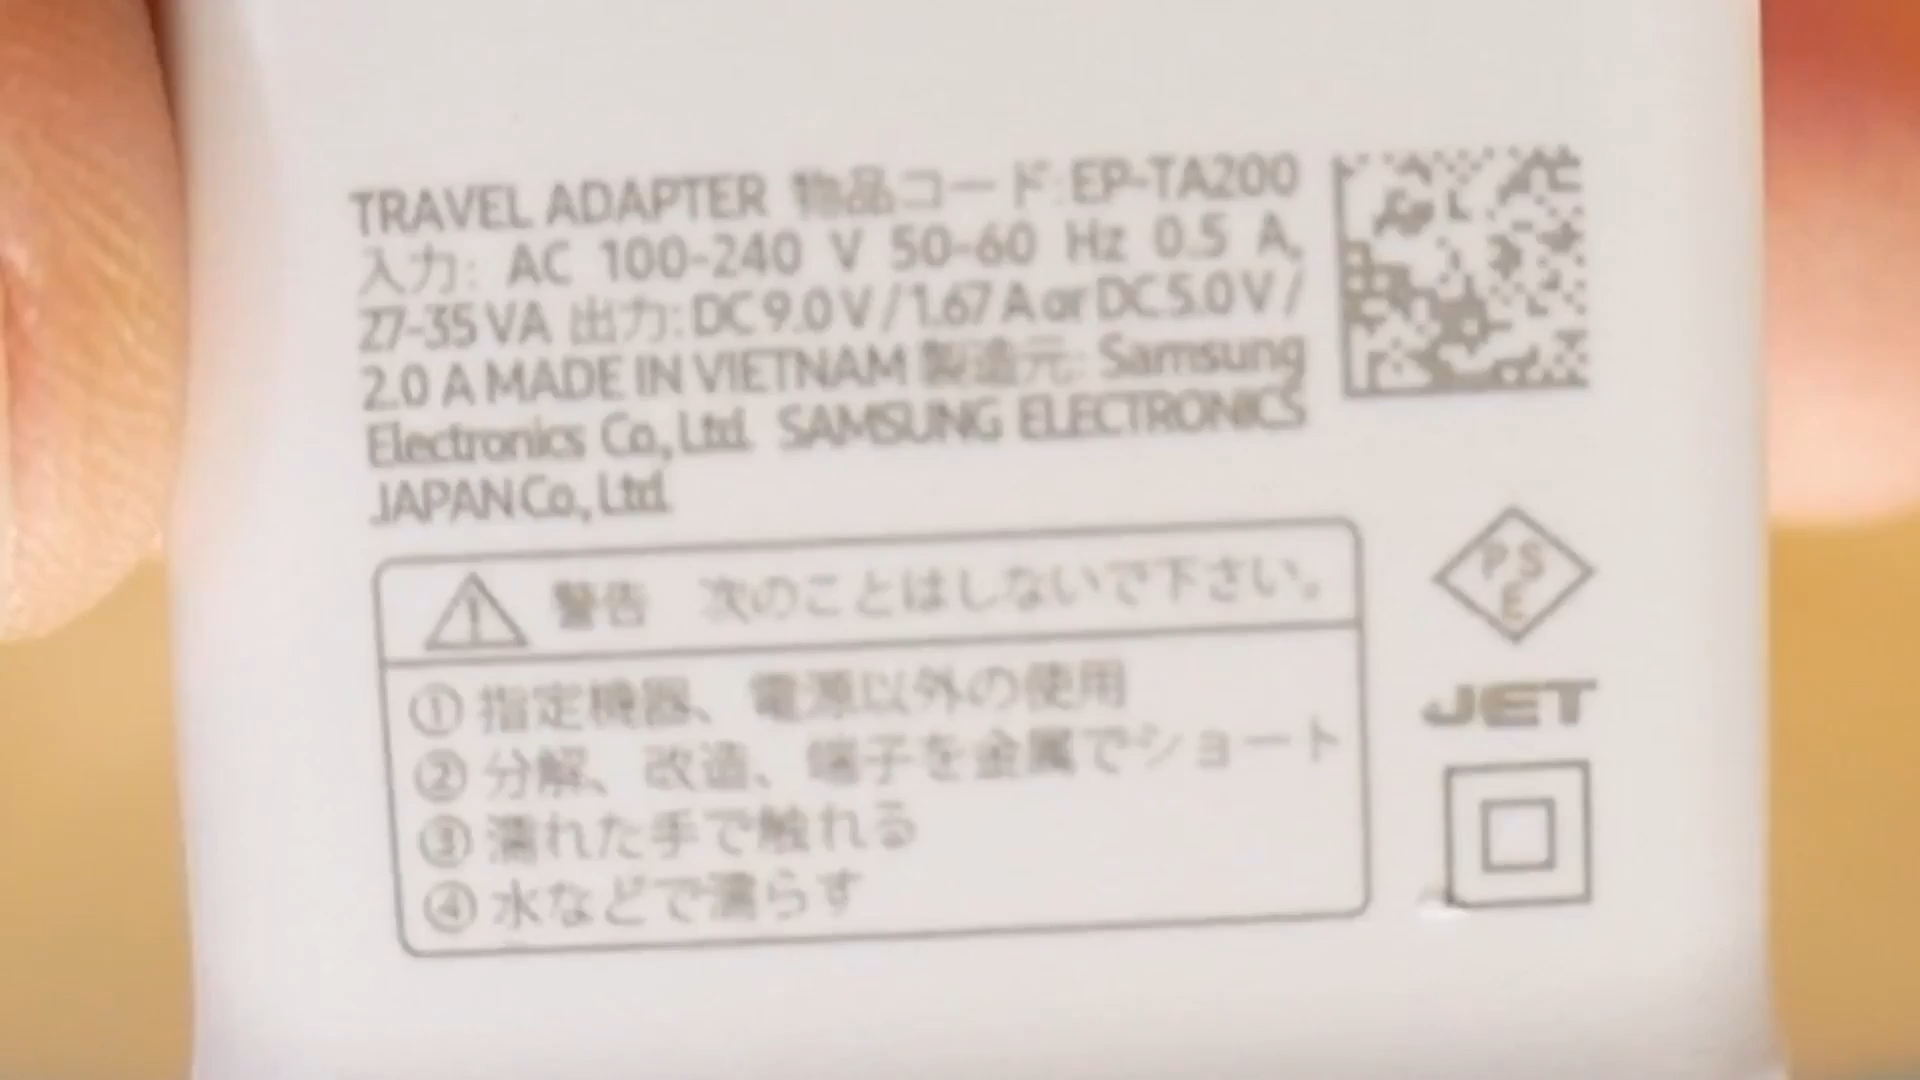 TRAVEL ADAPTER 物品コード:EP-TA200
入力: AC 100-240 V 50-60 Hz 0.5 A,
27-35 VA 出力:DC 9.0 V / 1.67 A or DC 5.0 V /
2.0 A MADE IN VIETNAM 製造元: Samsung
Electronics Co., Ltd. SAMSUNG ELECTRONICS
JAPAN Co., Ltd.
警告 次のことはしないで下さい。
① 指定機器、電源以外の使用
② 分解、改造、端子を金属でショート
③ 濡れた手で触れる
④ 水などで濡らす
P S
E
JET